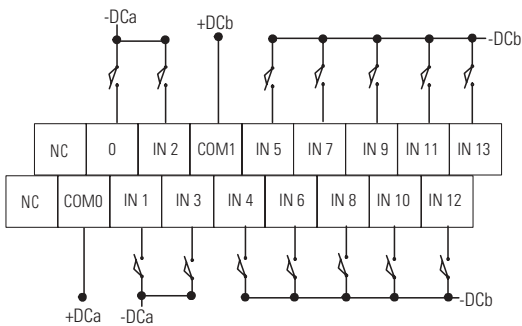 -DCa +DCb -DCb
NC 0 IN 2 COM1 IN 5 IN 7 IN 9 IN 11 IN 13
NC COM0 IN 1 IN 3 IN 4 IN 6 IN 8 IN 10 IN 12
+DCa -DCa -DCb